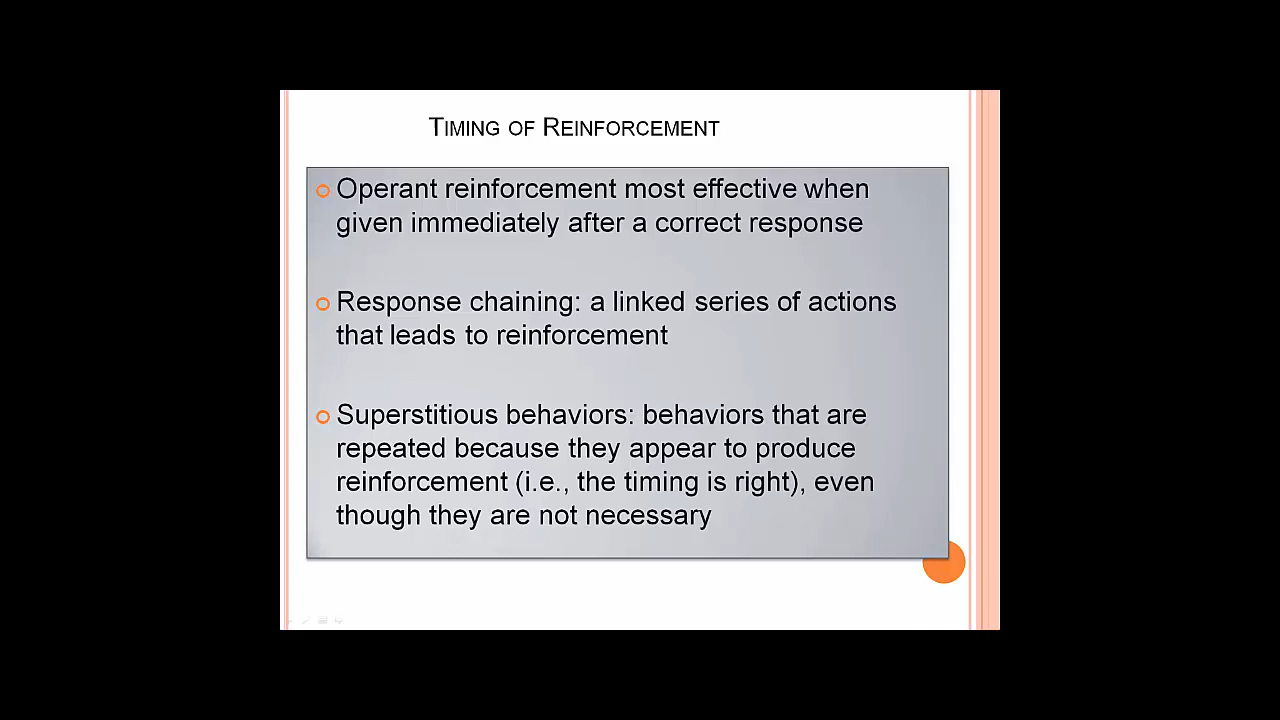 TIMING OF REINFORCEMENT
Operant reinforcement most effective when
given immediately after a correct response
Response chaining: a linked series of actions
that leads to reinforcement
Superstitious behaviors: behaviors that are
repeated because they appear to produce
reinforcement (i.e., the timing is right), even
though they are not necessary